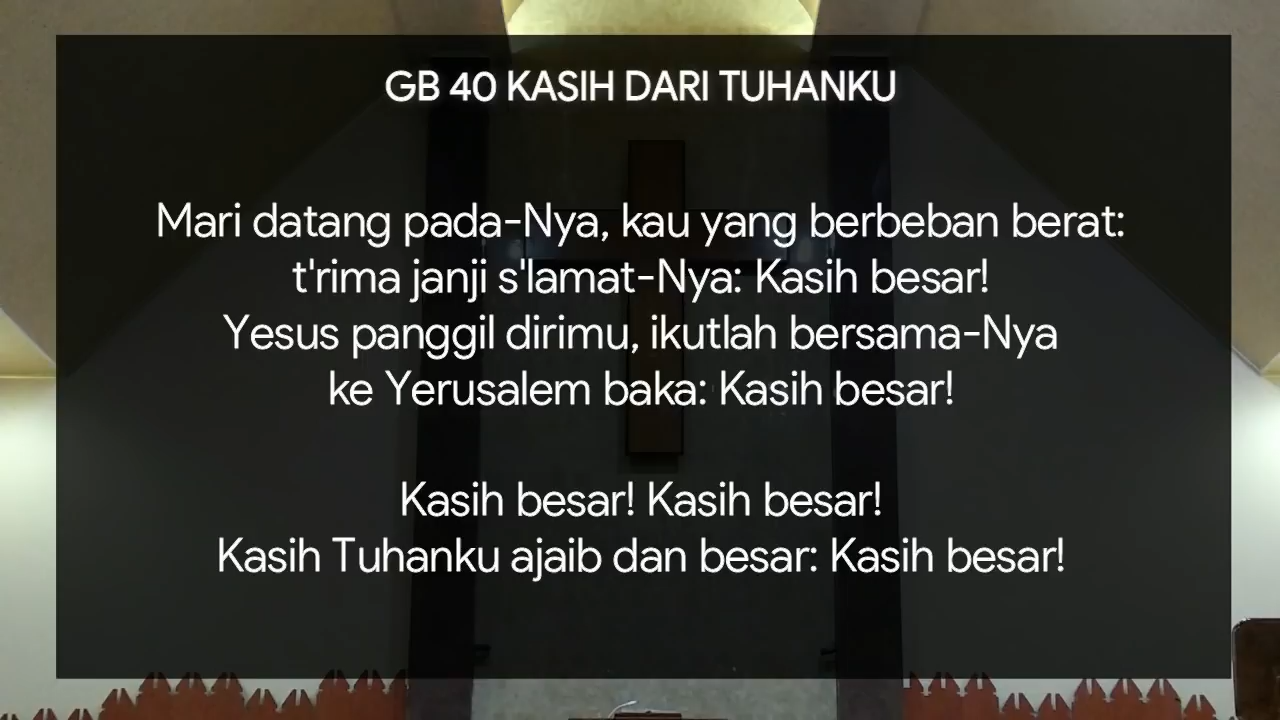 GB 40 KASIH DARI TUHANKU
Mari datang pada-Nya, kau yang berbeban berat:
t'rima janji s'lamat-Nya: Kasih besar!
Yesus panggil dirimu, ikutlah bersama-Nya
ke Yerusalem baka: Kasih besar!
Kasih besar! Kasih besar!
Kasih Tuhanku ajaib dan besar: Kasih besar!